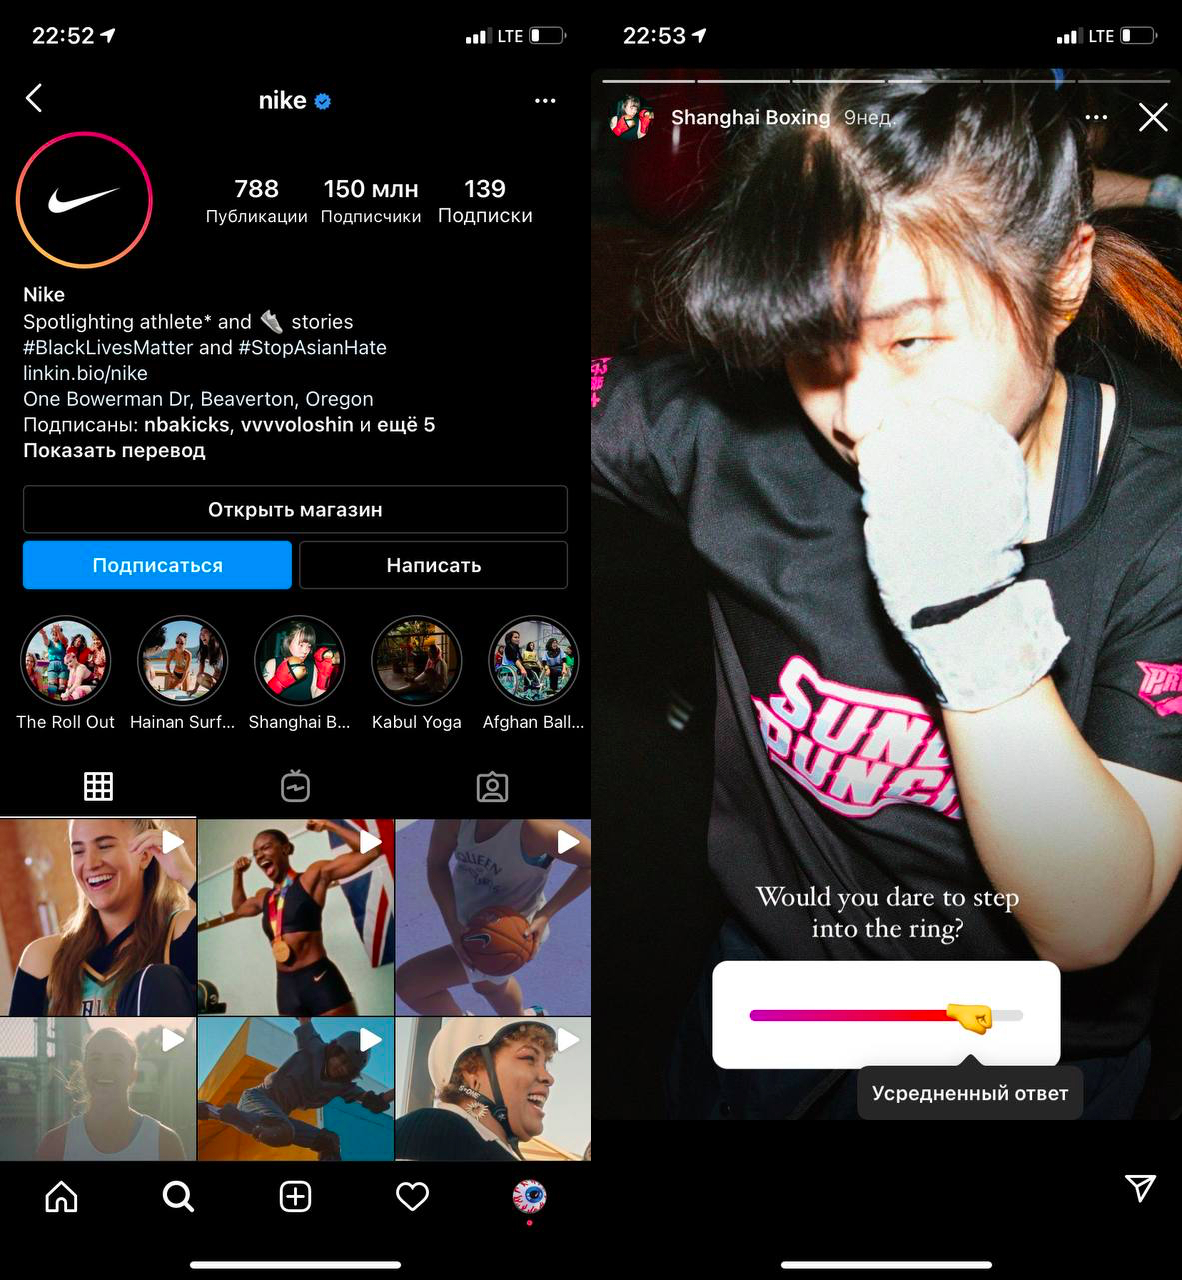 22:52
LTE
nike
788
150 млн
139
Публикации
Подписчики
Подписки
Nike
Spotlighting athlete* and 👟 stories
#BlackLivesMatter and #StopAsianHate
linkin.bio/nike
One Bowerman Dr, Beaverton, Oregon
Подписаны: nbakicks, vvvvoloshin и ещё 5
Показать перевод
Открыть магазин
Подписаться
Написать
The Roll Out
Hainan Surf...
Shanghai B...
Kabul Yoga
Afghan Ball...
QUEEN
22:53
LTE
Shanghai Boxing 9нед.
Would you dare to step
into the ring?
Усредненный ответ